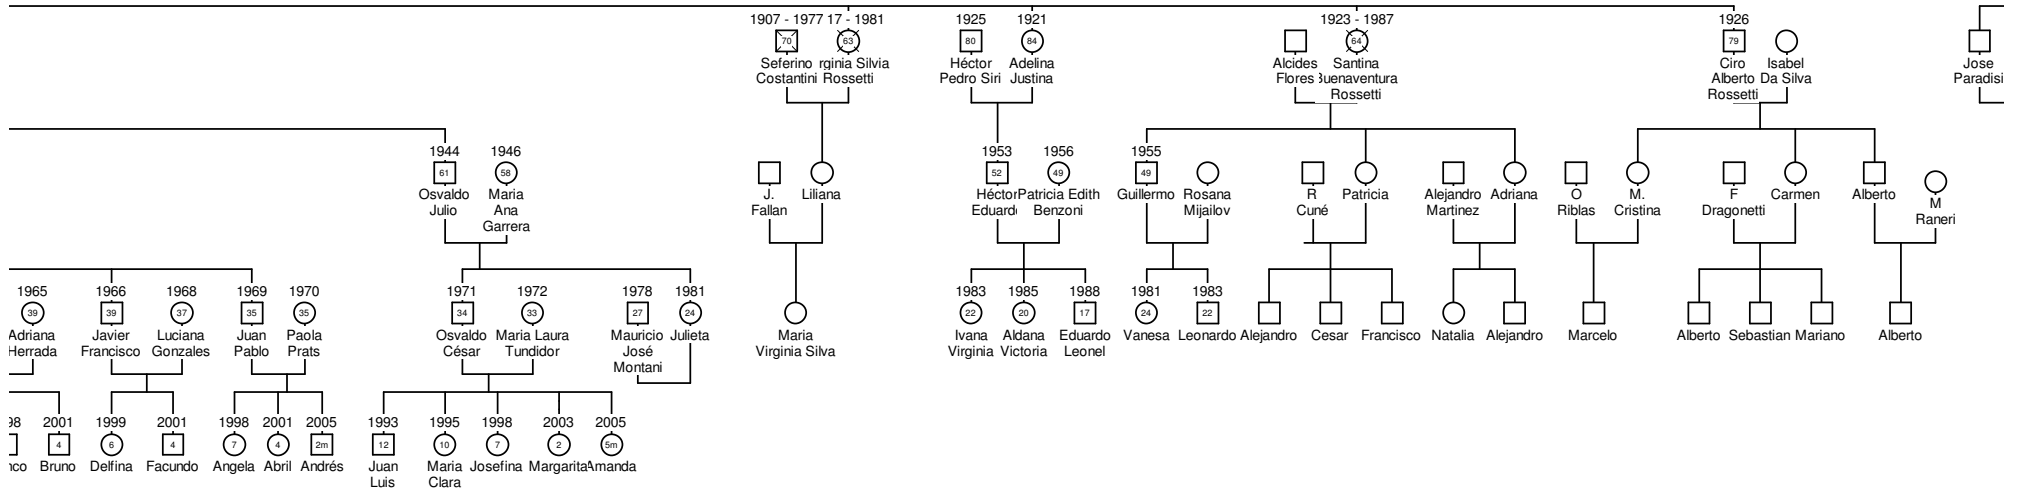 1907 - 1977 17 - 1981 1925 1921 1923 - 1987 1926
70 63 80 84 64 79
Seferino rginia Silvia Héctor Adelina Alcides Santina Ciro Isabel Jose
Costantini Rossetti Pedro Siri Justina Flores Buenaventura Alberto Da Silva Paradisi
Rossetti Rossetti
1944 1946 1953 1956 1955
61 58 52 49 49
Osvaldo Maria J. Liliana Héctor Patricia Edith Guillermo Rosana R Patricia Alejandro Adriana O M. F Carmen Alberto M
Julio Ana Fallan Eduardo Benzoni Mijailov Cuné Martinez Riblas Cristina Dragonetti Raneri
Garrera
1965 1966 1968 1969 1970 1971 1972 1978 1981 1983 1985 1988 1981 1983
39 39 37 35 35 34 33 27 24 22 20 17 24 22
Adriana Javier Luciana Juan Paola Osvaldo Maria Laura Mauricio Julieta Maria Ivana Aldana Eduardo Vanesa Leonardo Alejandro Cesar Francisco Natalia Alejandro Marcelo Alberto Sebastian Mariano Alberto
Herrada Francisco Gonzales Pablo Prats César Tundidor José Virginia Silva Virginia Victoria Leonel
Montani
98 2001 1999 2001 1998 2001 2005 1993 1995 1998 2003 2005
4 6 4 7 4 2m 12 10 7 2 5m
nco Bruno Delfina Facundo Angela Abril Andrés Juan Maria Josefina Margarita Amanda
Luis Clara